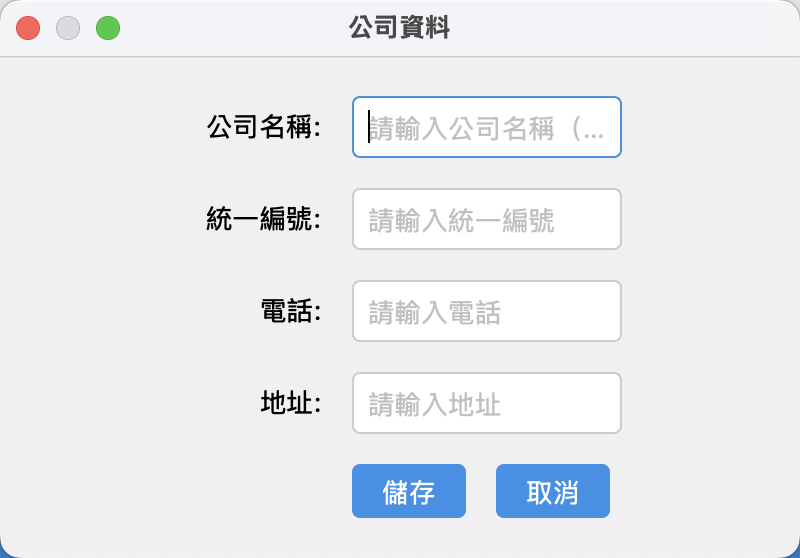 公司資料
公司名稱: 請輸入公司名稱（...
統一編號: 請輸入統一編號
電話: 請輸入電話
地址: 請輸入地址
儲存 取消